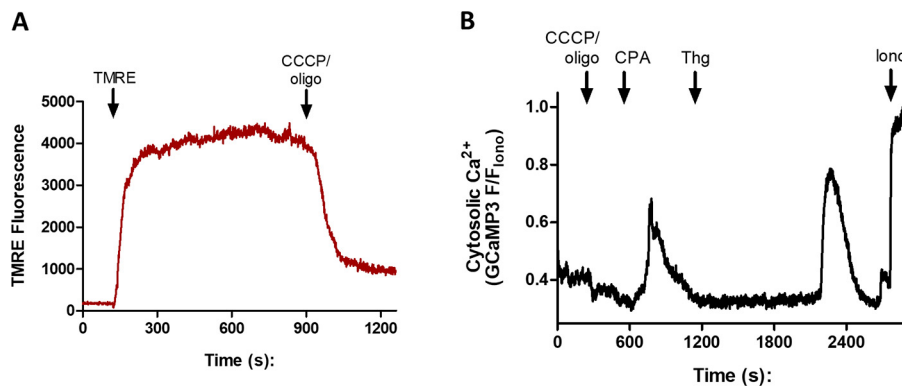 A
TMRE
CCCP/
oligo
5000
4000
3000
2000
1000
0
TMRE Fluorescence
0 300 600 900 1200
Time (s):
B
CCCP/
oligo
CPA
Thg
Iono
1.0
0.8
0.6
0.4
Cytosolic Ca²⁺
(GCaMP3 F/F_Iono)
0 600 1200 1800 2400
Time (s):